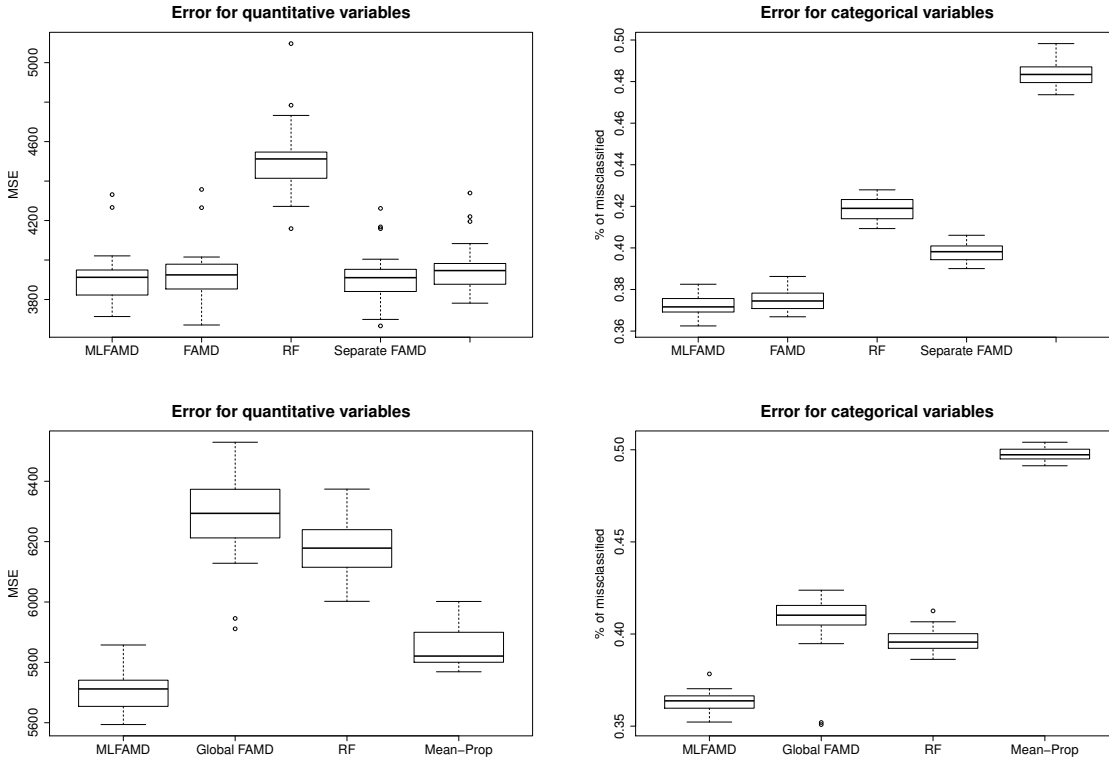 Error for quantitative variables
MSE
5000
4600
4200
3800
MLFAMD FAMD RF Separate FAMD
Error for categorical variables
% of missclassified
0.50
0.48
0.46
0.44
0.42
0.40
0.38
0.36
MLFAMD FAMD RF Separate FAMD
Error for quantitative variables
MSE
6400
6200
6000
5800
5600
MLFAMD Global FAMD RF Mean−Prop
Error for categorical variables
% of missclassified
0.50
0.45
0.40
0.35
MLFAMD Global FAMD RF Mean−Prop